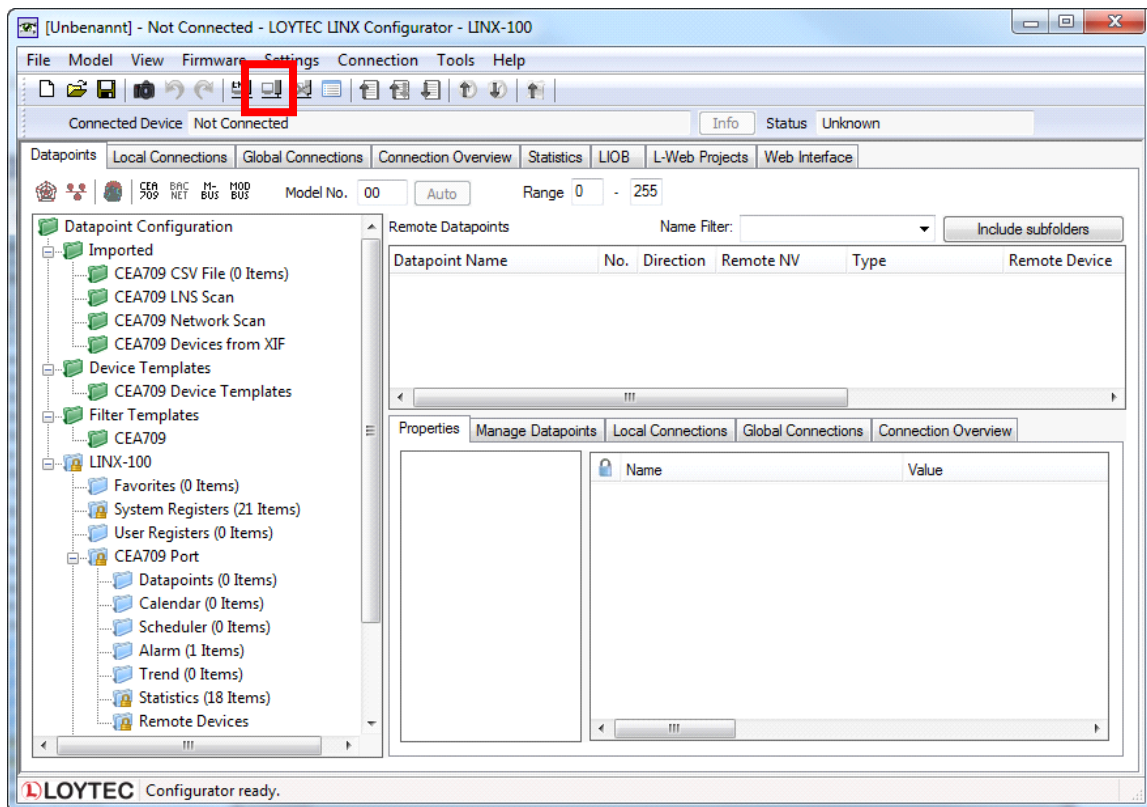 [Unbenannt] - Not Connected - LOYTEC LINX Configurator - LINX-100
File Model View Firmware Settings Connection Tools Help
Connected Device Not Connected Info Status Unknown
Datapoints Local Connections Global Connections Connection Overview Statistics LIOB L-Web Projects Web Interface
CEA 709 BAC NET M- BUS MOD BUS Model No. 00 Auto Range 0 - 255
Datapoint Configuration
Imported
CEA709 CSV File (0 Items)
CEA709 LNS Scan
CEA709 Network Scan
CEA709 Devices from XIF
Device Templates
CEA709 Device Templates
Filter Templates
CEA709
LINX-100
Favorites (0 Items)
System Registers (21 Items)
User Registers (0 Items)
CEA709 Port
Datapoints (0 Items)
Calendar (0 Items)
Scheduler (0 Items)
Alarm (1 Items)
Trend (0 Items)
Statistics (18 Items)
Remote Devices
Remote Datapoints Name Filter: Include subfolders
Datapoint Name No. Direction Remote NV Type Remote Device
Properties Manage Datapoints Local Connections Global Connections Connection Overview
Name Value
LOYTEC Configurator ready.